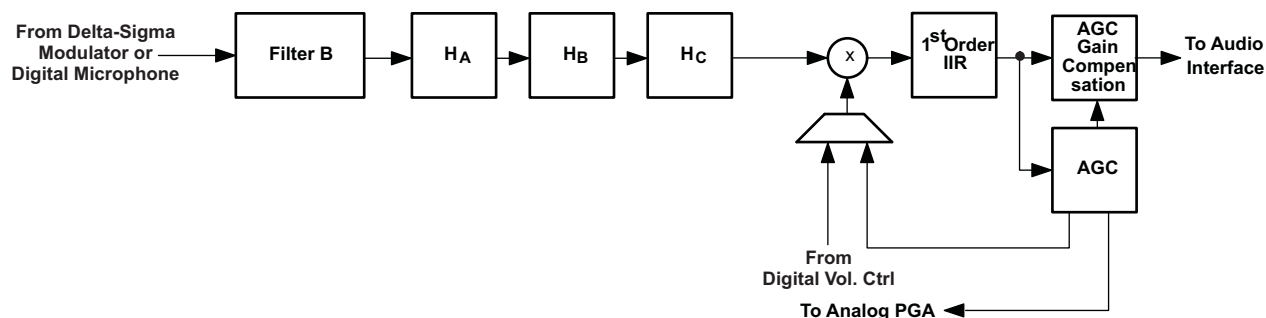 From Delta-Sigma
Modulator or
Digital Microphone
Filter B
HA
HB
HC
x
1st Order
IIR
AGC
Gain
Compen
sation
To Audio
Interface
AGC
From
Digital Vol. Ctrl
To Analog PGA